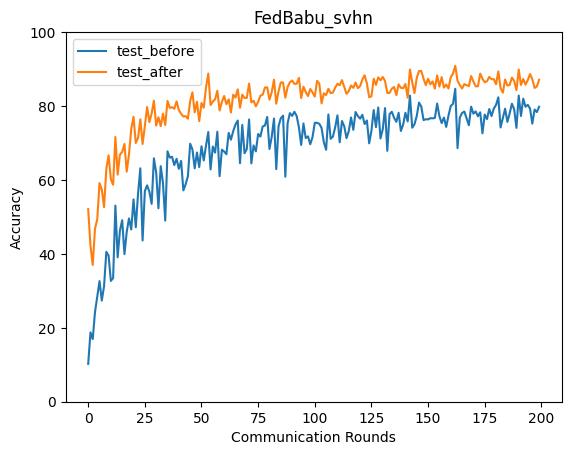 FedBabu_svhn
test_before
test_after
100
80
60
40
20
0
Accuracy
0 25 50 75 100 125 150 175 200
Communication Rounds